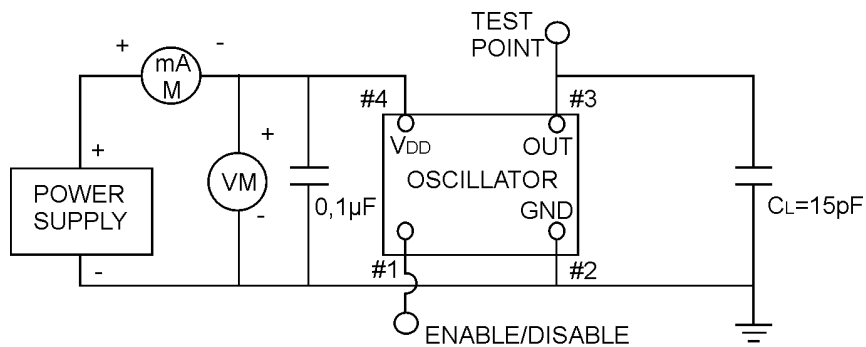 TEST
POINT
+
-
mA
M
#4
#3
+
+
VDD
OUT
POWER
SUPPLY
VM
OSCILLATOR
-
0,1µF
GND
CL=15pF
-
#1
#2
ENABLE/DISABLE